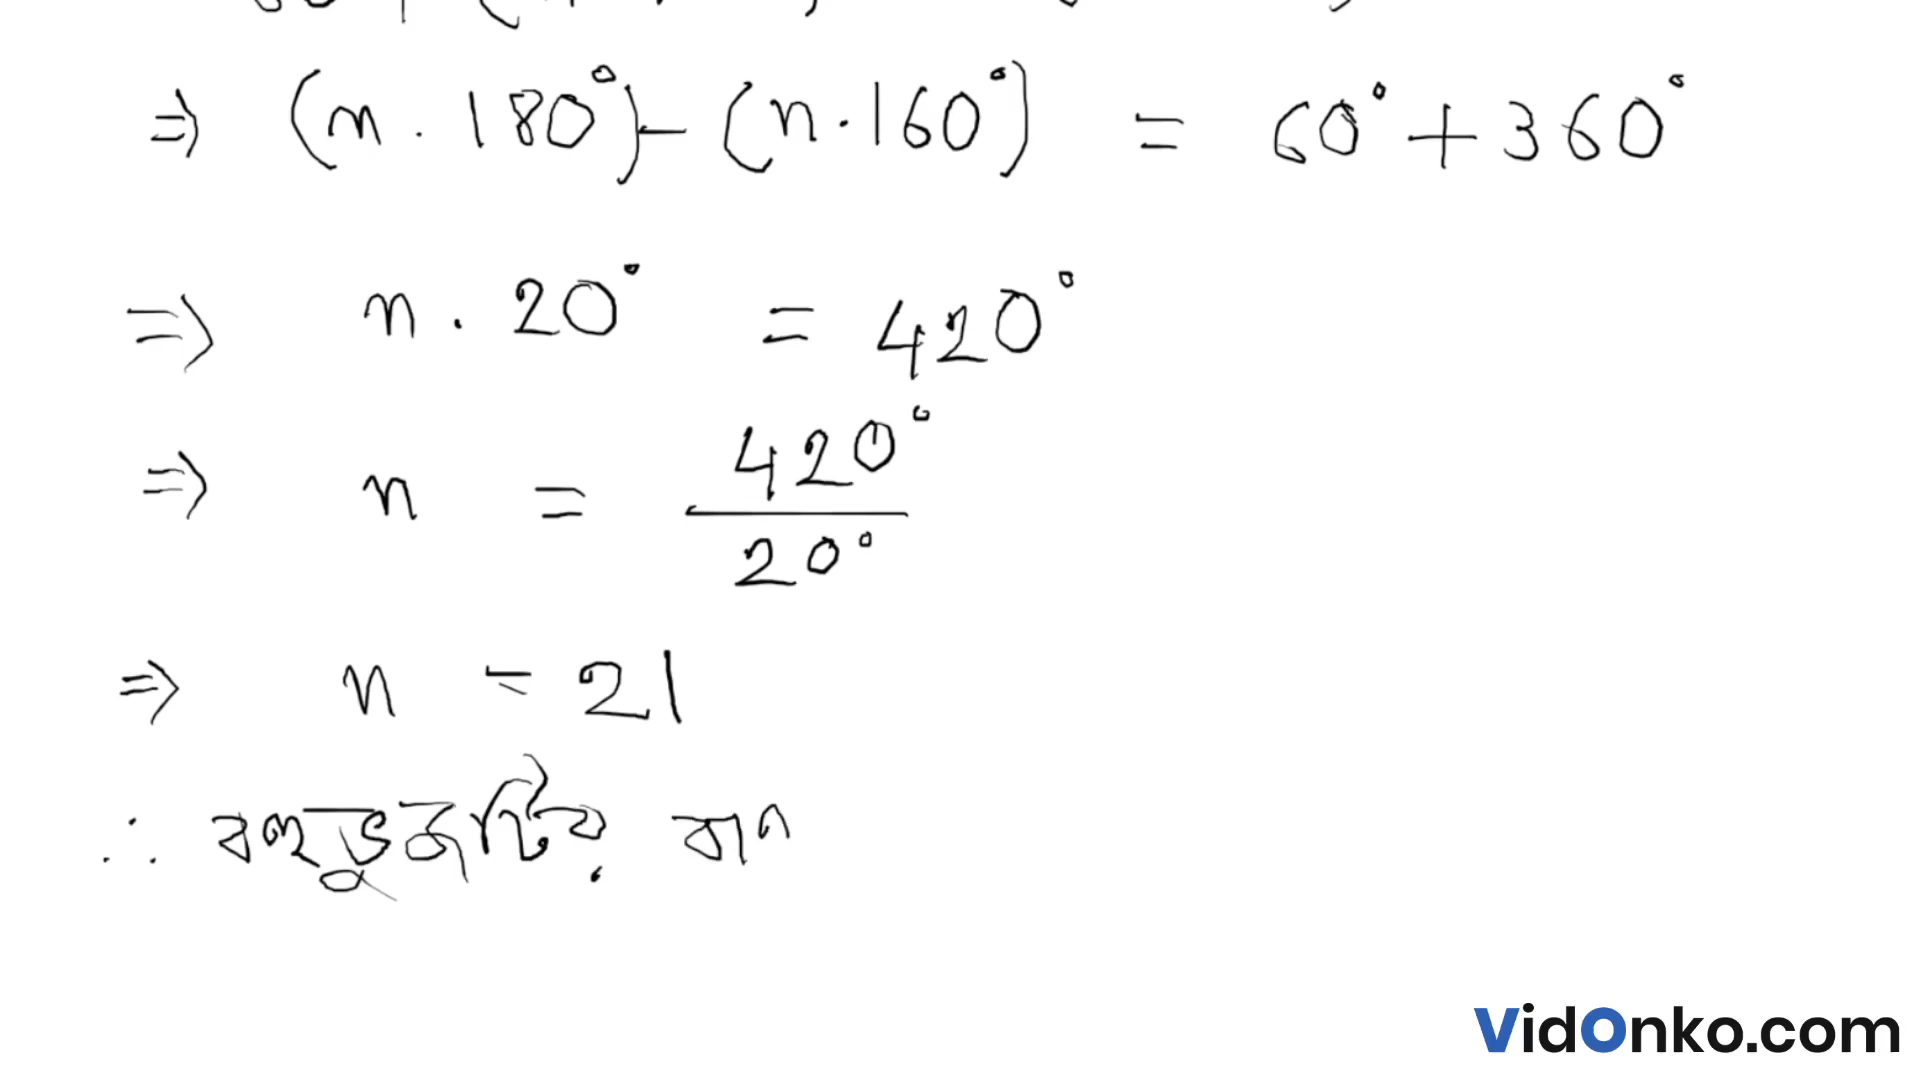 ⇒ (n . 180°) - (n . 160°) = 60° + 360°
⇒ n . 20° = 420°
⇒ n = 420° / 20°
⇒ n = 21
∴ বহুভুজটির বা
VidOnko.com